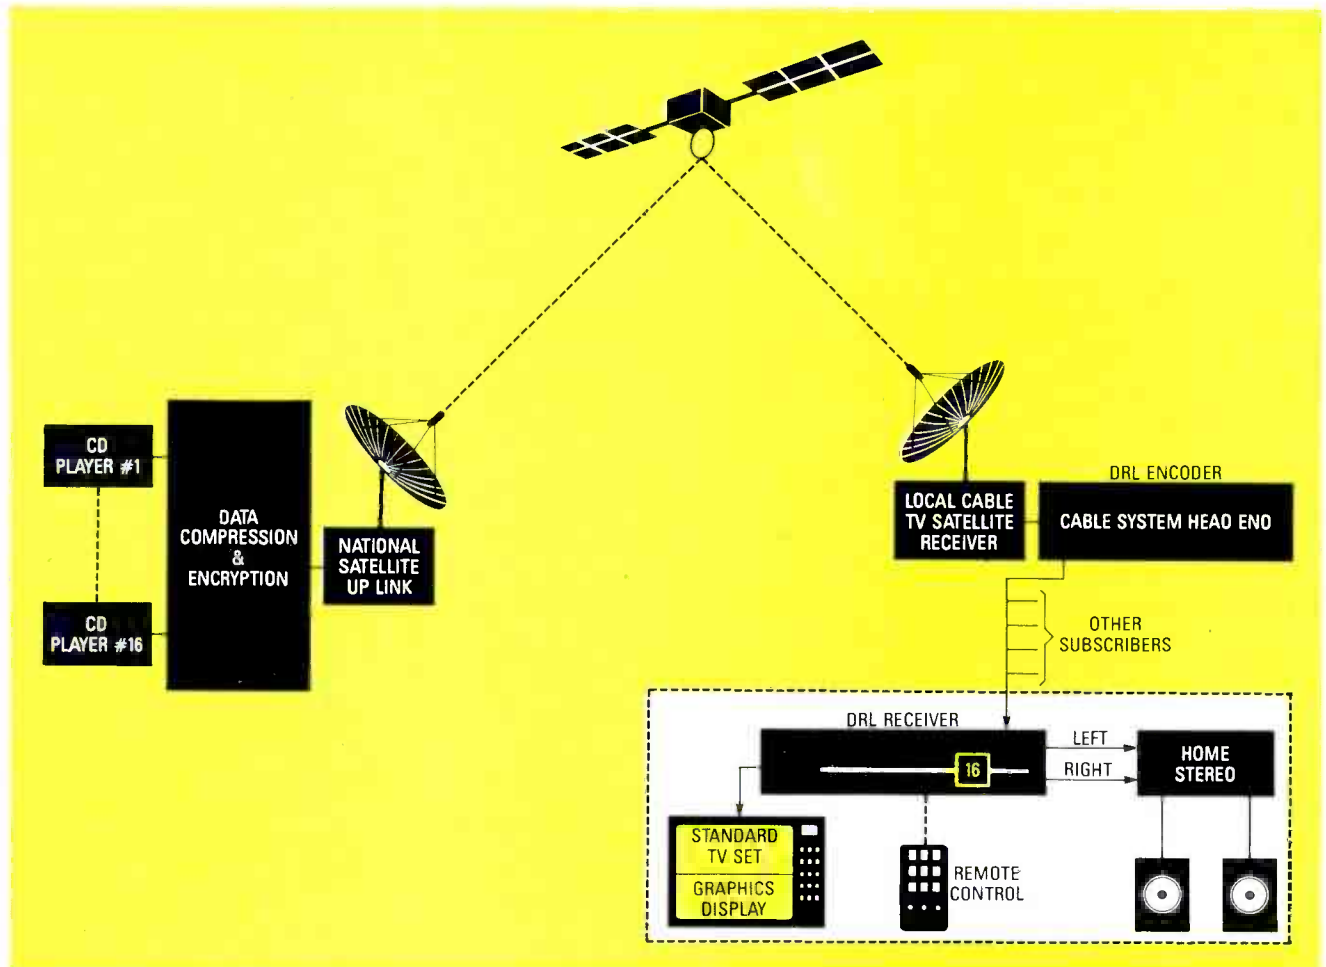 CD
PLAYER #1
CD
PLAYER #16
DATA
COMPRESSION
&
ENCRYPTION
NATIONAL
SATELLITE
UP LINK
LOCAL CABLE
TV SATELLITE
RECEIVER
DRL ENCODER
CABLE SYSTEM HEAO ENO
OTHER
SUBSCRIBERS
DRL RECEIVER
16
LEFT
RIGHT
HOME
STEREO
STANDARD
TV SET
GRAPHICS
DISPLAY
REMOTE
CONTROL